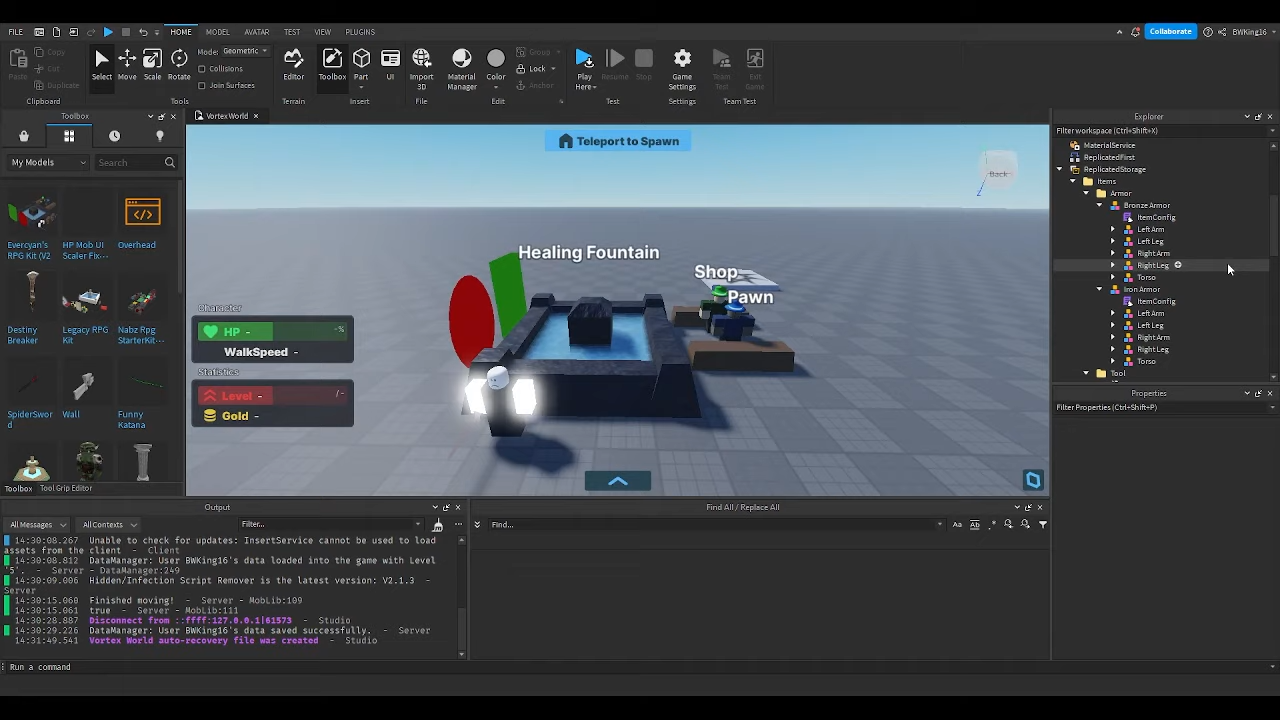 FILE HOME MODEL AVATAR TEST VIEW PLUGINS Collaborate BWKing16
Paste Copy Cut Duplicate Select Move Scale Rotate Mode: Geometric Collisions Join Surfaces Editor Toolbox Part UI Import 3D Material Manager Color Group Lock Anchor Play Here Resume Stop Game Settings Team Test Exit Game
Clipboard Tools Terrain Insert File Edit Test Settings Team Test
Toolbox
My Models Search
Evercyan's RPG Kit (V2
HP Mob UI Scaler Fix...
Overhead
Destiny Breaker
Legacy RPG Kit
Nabz Rpg StarterKit...
SpiderSword
Wall
Funny Katana
Toolbox Tool Grip Editor
VortexWorld
Teleport to Spawn
Back
Healing Fountain
Shop
Pawn
Character
HP - -%
WalkSpeed -
Statistics
Level - /-
Gold -
Explorer
Filter workspace (Ctrl+Shift+X)
MaterialService
ReplicatedFirst
ReplicatedStorage
Items
Armor
Bronze Armor
ItemConfig
Left Arm
Left Leg
Right Arm
Right Leg
Torso
Iron Armor
ItemConfig
Left Arm
Left Leg
Right Arm
Right Leg
Torso
Tool
Properties
Filter Properties (Ctrl+Shift+P)
Output
All Messages All Contexts Filter...
14:30:08.267 Unable to check for updates: InsertService cannot be used to load
assets from the client - Client
14:30:08.812 DataManager: User BWKing16's data loaded into the game with Level
'5'. - Server - DataManager:249
14:30:09.006 Hidden/Infection Script Remover is the latest version: V2.1.3 -
Server
14:30:15.060 Finished moving! - Server - MobLib:109
14:30:15.061 true - Server - MobLib:111
14:30:28.887 Disconnect from ::ffff:127.0.0.1|61573 - Studio
14:30:29.226 DataManager: User BWKing16's data saved successfully. - Server
14:31:49.541 Vortex World auto-recovery file was created - Studio
Find All / Replace All
Find... Aa Ab .*
Run a command